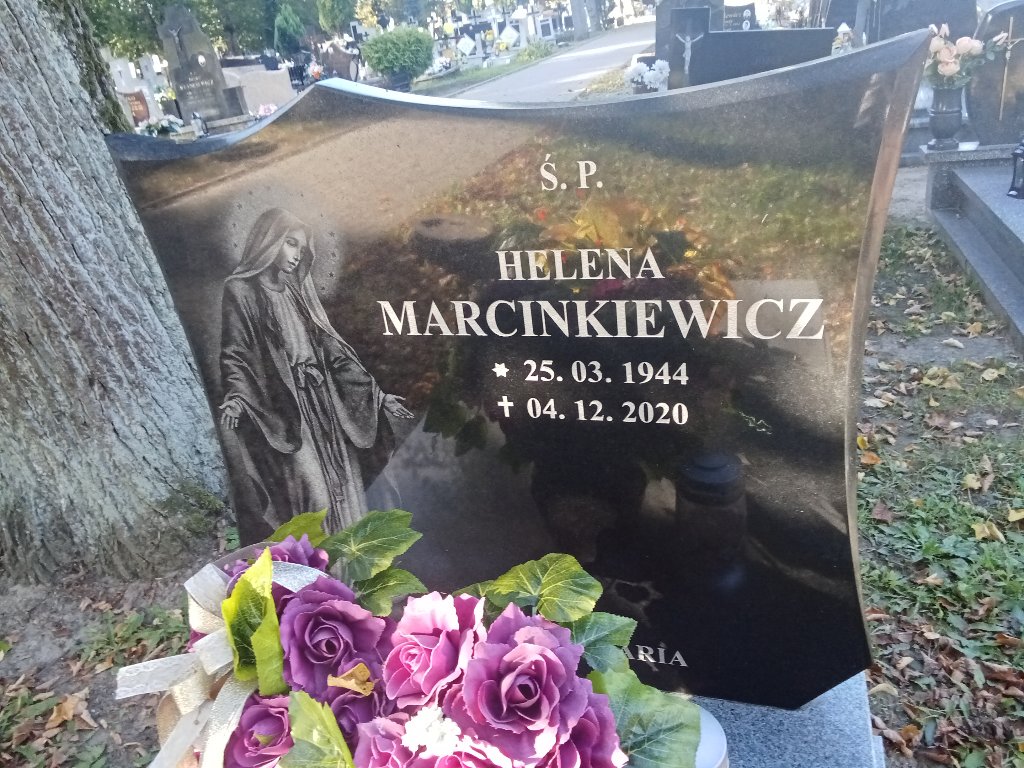 Ś. P.
HELENA
MARCINKIEWICZ
* 25. 03. 1944
✝ 04. 12. 2020